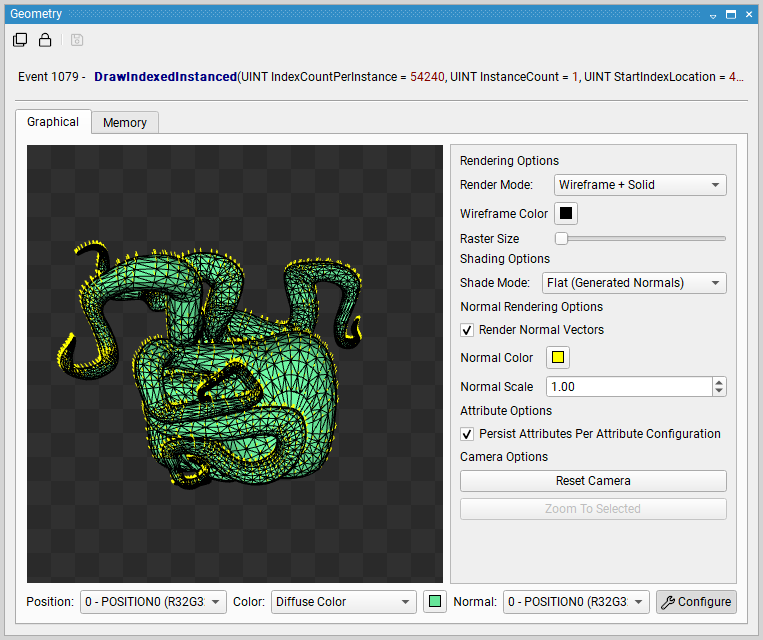 Geometry
Event 1079 - DrawIndexedInstanced(UINT IndexCountPerInstance = 54240, UINT InstanceCount = 1, UINT StartIndexLocation = 4...
Graphical
Memory
Rendering Options
Render Mode: Wireframe + Solid
Wireframe Color
Raster Size
Shading Options
Shade Mode: Flat (Generated Normals)
Normal Rendering Options
Render Normal Vectors
Normal Color
Normal Scale 1.00
Attribute Options
Persist Attributes Per Attribute Configuration
Camera Options
Reset Camera
Zoom To Selected
Position: 0 - POSITION0 (R32G3 Color: Diffuse Color Normal: 0 - POSITION0 (R32G3 Configure